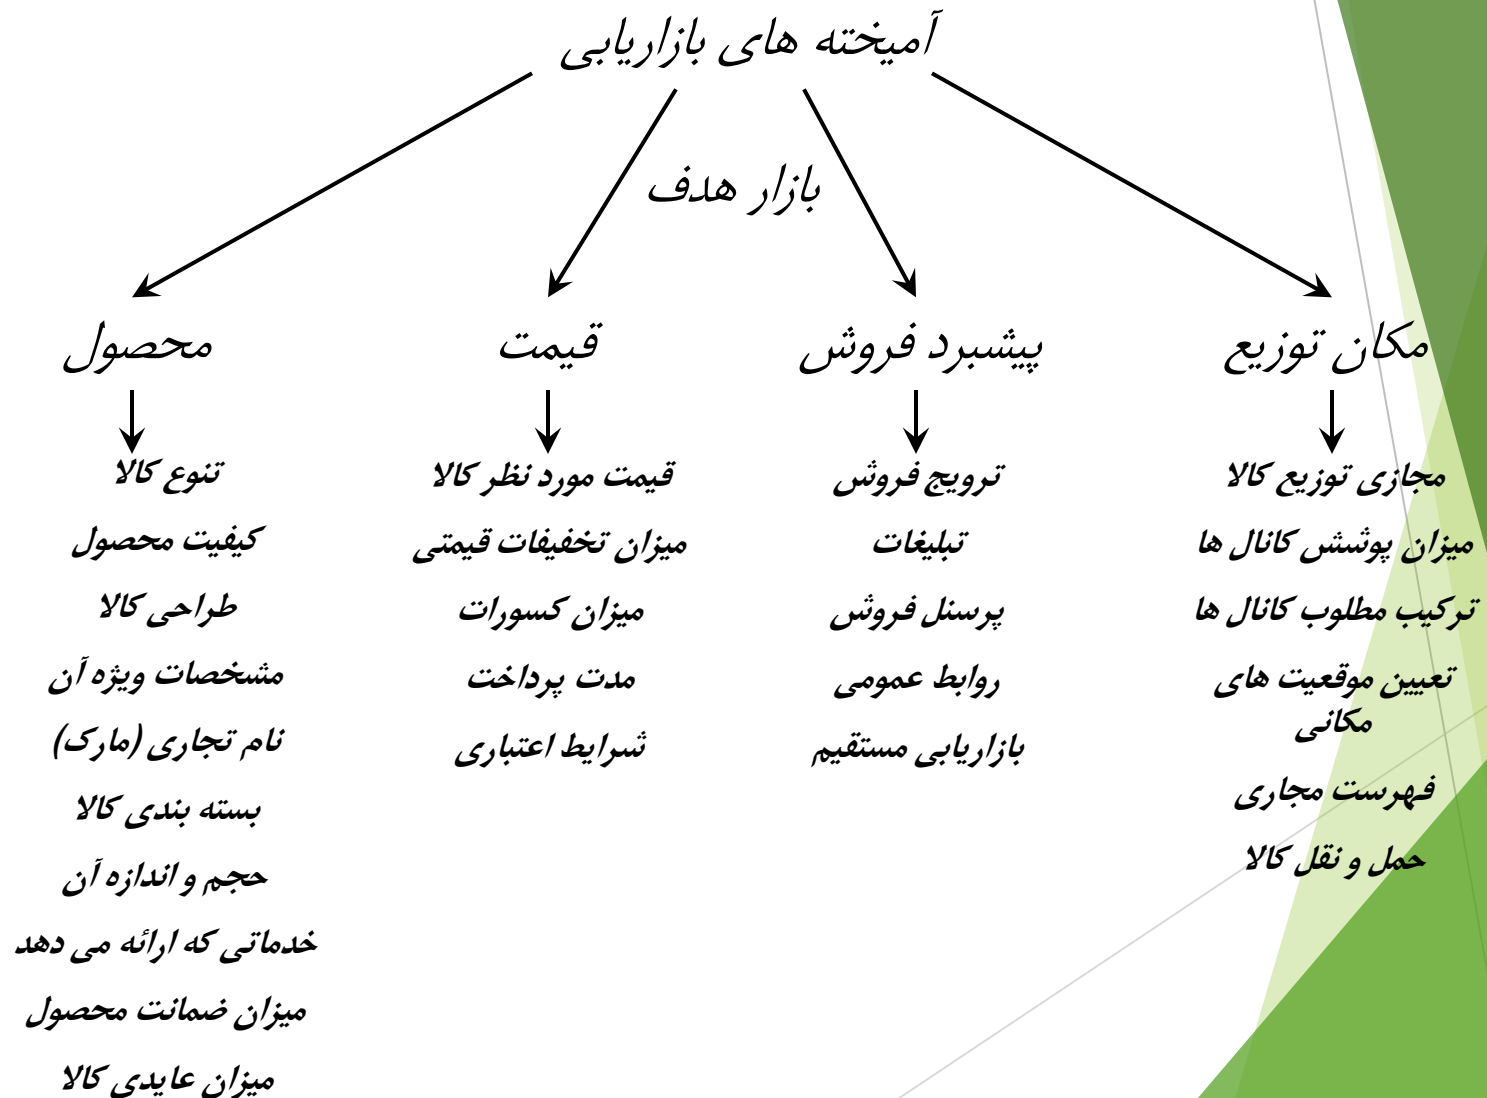 آمیخته های بازاریابی
بازار هدف
مکان توزیع
مجازی توزیع کالا
میزان پوشش کانال ها
ترکیب مطلوب کانال ها
تعیین موقعیت های
مکانی
فهرست مجاری
حمل و نقل کالا
پیشبرد فروش
ترویج فروش
تبلیغات
پرسنل فروش
روابط عمومی
بازاریابی مستقیم
قیمت
قیمت مورد نظر کالا
میزان تخفیفات قیمتی
میزان کسورات
مدت پرداخت
شرایط اعتباری
محصول
تنوع کالا
کیفیت محصول
طراحی کالا
مشخصات ویژه آن
نام تجاری (مارک)
بسته بندی کالا
حجم و اندازه آن
خدماتی که ارائه می دهد
میزان ضمانت محصول
میزان عایدی کالا